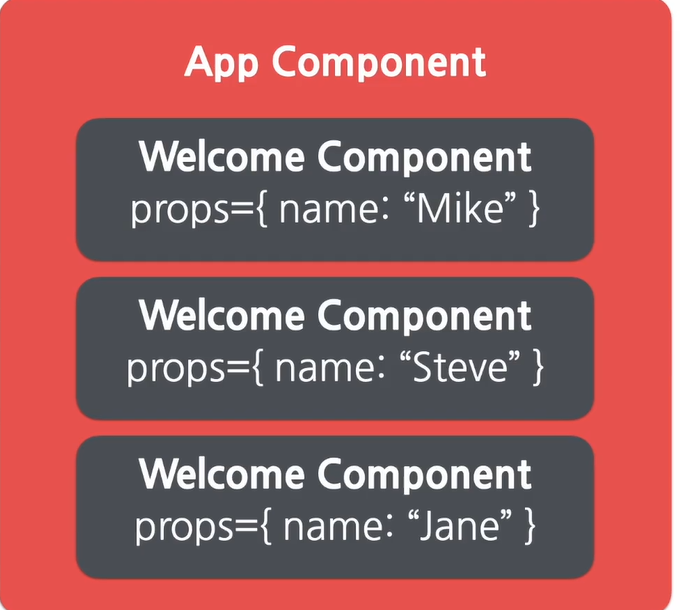 App Component
Welcome Component
props={ name: “Mike” }
Welcome Component
props={ name: “Steve” }
Welcome Component
props={ name: “Jane” }